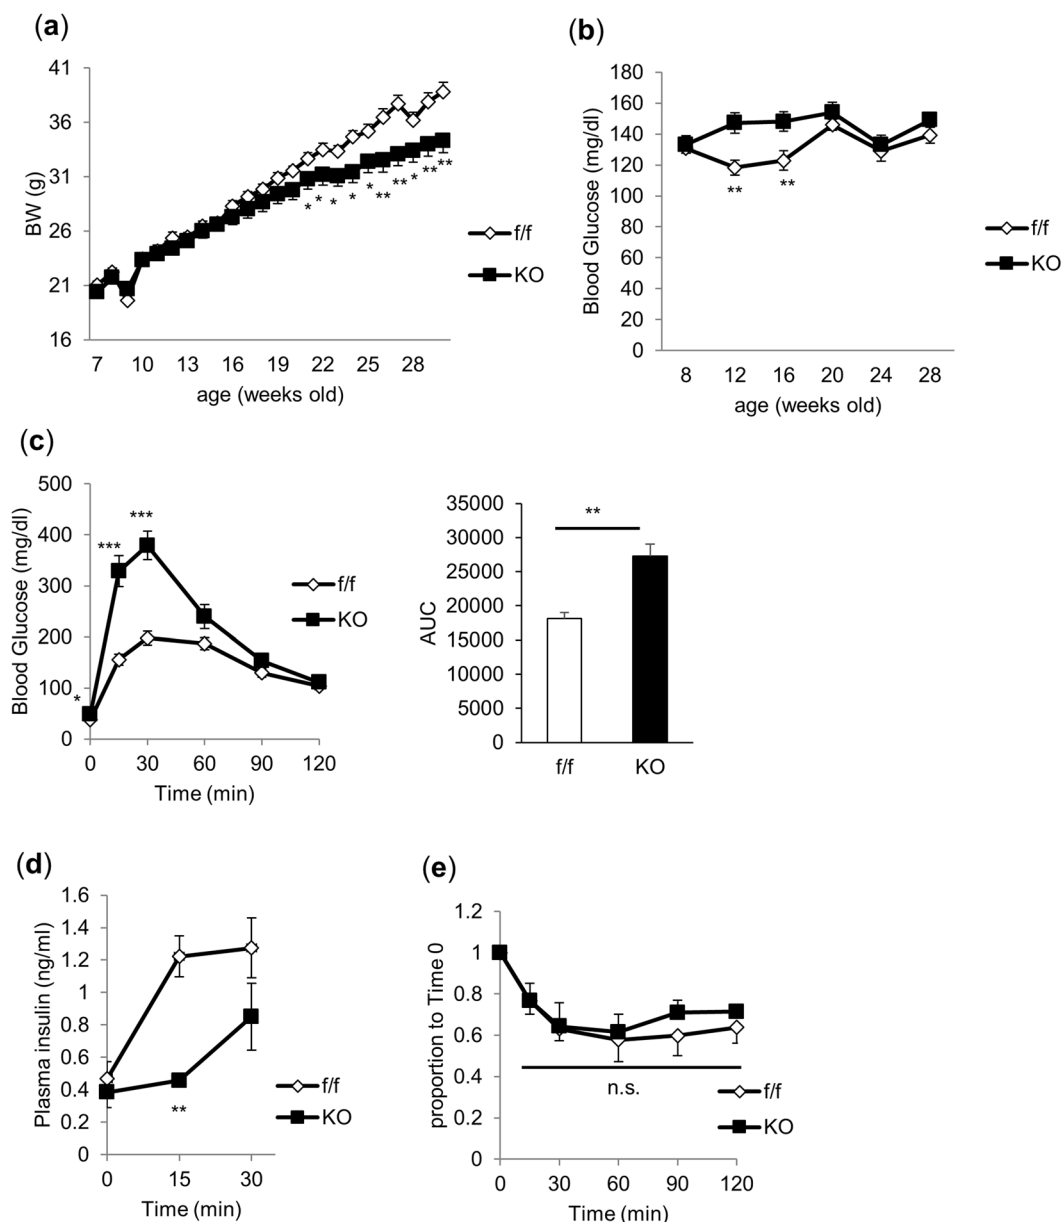 (a)
41
36
31
26
21
16
BW (g)
7 10 13 16 19 22 25 28
age (weeks old)
* * * * * ** ** * ** **
f/f
KO
(b)
180
160
140
120
100
80
60
40
20
0
Blood Glucose (mg/dl)
8 12 16 20 24 28
age (weeks old)
** **
f/f
KO
(c)
500
400
300
200
100
0
Blood Glucose (mg/dl)
0 30 60 90 120
Time (min)
* *** ***
f/f
KO
35000
30000
25000
20000
15000
10000
5000
0
AUC
**
f/f KO
(d)
1.6
1.4
1.2
1
0.8
0.6
0.4
0.2
0
Plasma insulin (ng/ml)
0 15 30
Time (min)
**
f/f
KO
(e)
1.2
1
0.8
0.6
0.4
0.2
0
proportion to Time 0
0 30 60 90 120
Time (min)
n.s.
f/f
KO